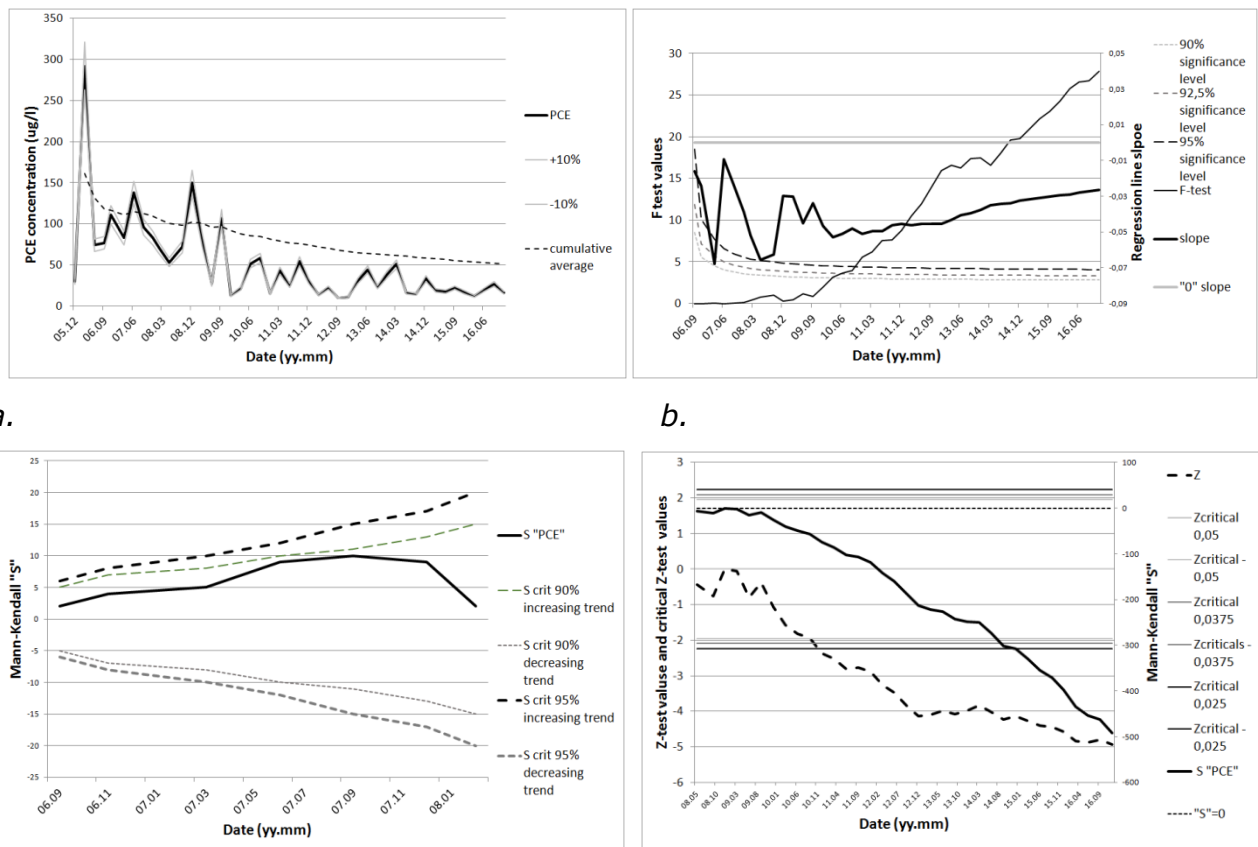 350
300
250
200
150
100
50
0
PCE concentration (ug/l)
05.12
06.09
07.06
08.03
08.12
09.09
10.06
11.03
11.12
12.09
13.06
14.03
14.12
15.09
16.06
Date (yy.mm)
PCE
+10%
-10%
cumulative
average
30
25
20
15
10
5
0
F test values
0,05
0,03
0,01
-0,01
-0,03
-0,05
-0,07
-0,09
Regression line slpoe
06.09
07.06
08.03
08.12
09.09
10.06
11.03
11.12
12.09
13.06
14.03
14.12
15.09
16.06
Date (yy.mm)
90%
significance
level
92,5%
significance
level
95%
significance
level
F-test
slope
"0" slope
b.
25
20
15
10
5
0
-5
-10
-15
-20
-25
Mann-Kendall "S"
06.09
06.11
07.01
07.03
07.05
07.07
07.09
07.11
08.01
Date (yy.mm)
S "PCE"
S crit 90%
increasing trend
S crit 90%
decreasing
trend
S crit 95%
increasing trend
S crit 95%
decreasing
trend
3
2
1
0
-1
-2
-3
-4
-5
-6
Z-test valuse and critical Z-test values
100
0
-100
-200
-300
-400
-500
-600
Mann-Kendall "S"
08.05
08.10
09.03
09.08
10.01
10.06
10.11
11.04
11.09
12.02
12.07
12.12
13.05
13.10
14.03
14.08
15.01
15.06
15.11
16.04
16.09
Date (yy.mm)
Z
Zcritical
0,05
Zcritical -
0,05
Zcritical
0,0375
Zcriticals -
0,0375
Zcritical
0,025
Zcritical -
0,025
S "PCE"
"S"=0